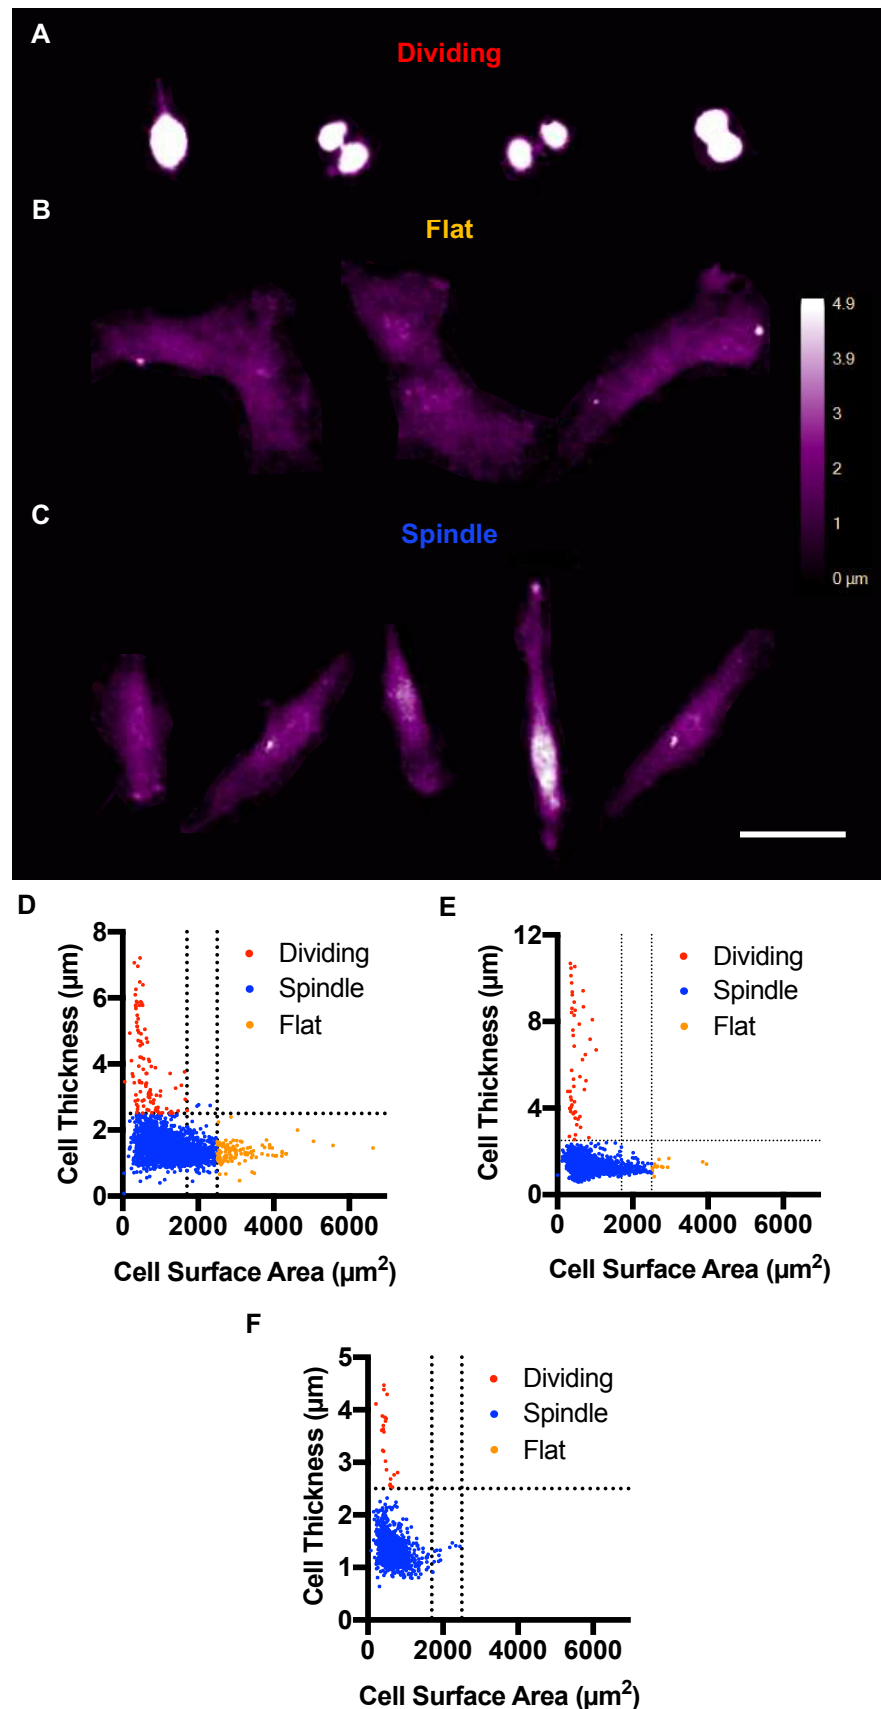 A
Dividing
B
Flat
4.9
3.9
3
2
1
0 µm
C
Spindle
D
8
6
4
2
0
Cell Thickness (µm)
Dividing
Spindle
Flat
0 2000 4000 6000
Cell Surface Area (µm²)
E
12
8
4
0
Cell Thickness (µm)
Dividing
Spindle
Flat
0 2000 4000 6000
Cell Surface Area (µm²)
F
5
4
3
2
1
0
Cell Thickness (µm)
Dividing
Spindle
Flat
0 2000 4000 6000
Cell Surface Area (µm²)